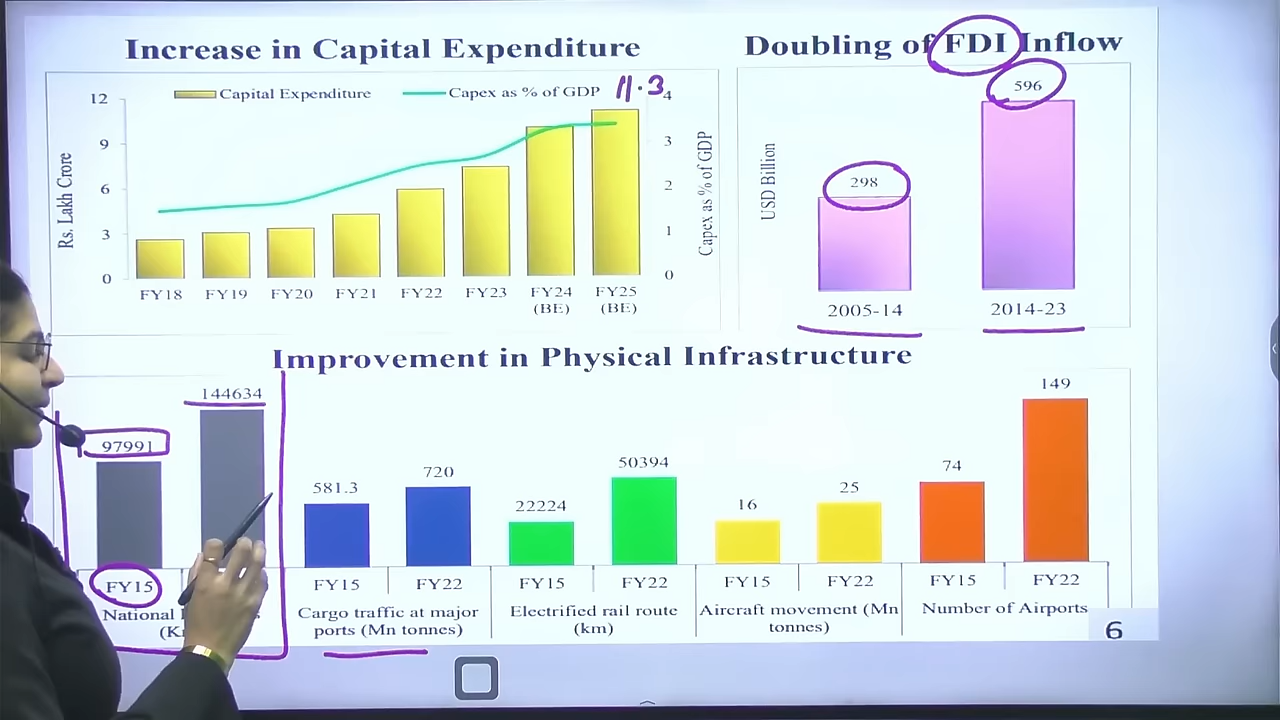 Increase in Capital Expenditure
Capital Expenditure
Capex as % of GDP
11.3
Rs. Lakh Crore
12
9
6
3
0
4
3
2
1
0
Capex as % of GDP
FY18
FY19
FY20
FY21
FY22
FY23
FY24 (BE)
FY25 (BE)
Doubling of FDI Inflow
USD Billion
298
596
2005-14
2014-23
Improvement in Physical Infrastructure
97991
144634
581.3
720
22224
50394
16
25
74
149
FY15
FY15
FY22
FY15
FY22
FY15
FY22
FY15
FY22
National
Cargo traffic at major
ports (Mn tonnes)
Electrified rail route
(km)
Aircraft movement (Mn
tonnes)
Number of Airports
6